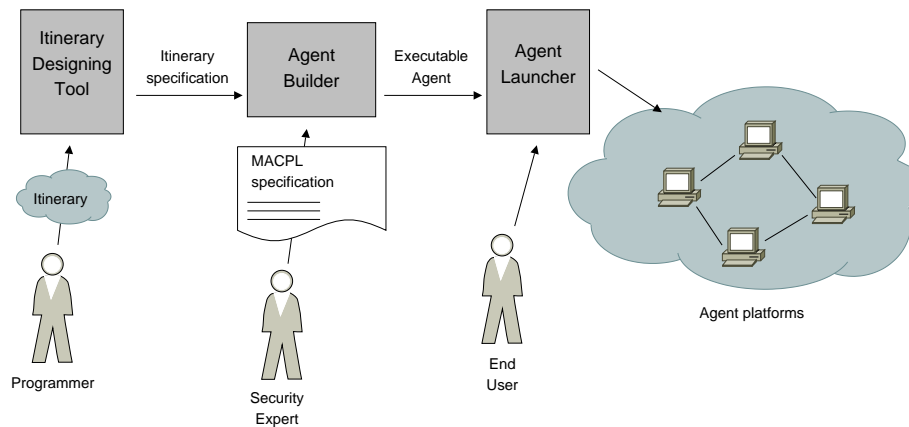 Itinerary
Designing
Tool
Itinerary
specification
Agent
Builder
Executable
Agent
Agent
Launcher
MACPL
specification
Itinerary
Programmer
Security
Expert
End
User
Agent platforms